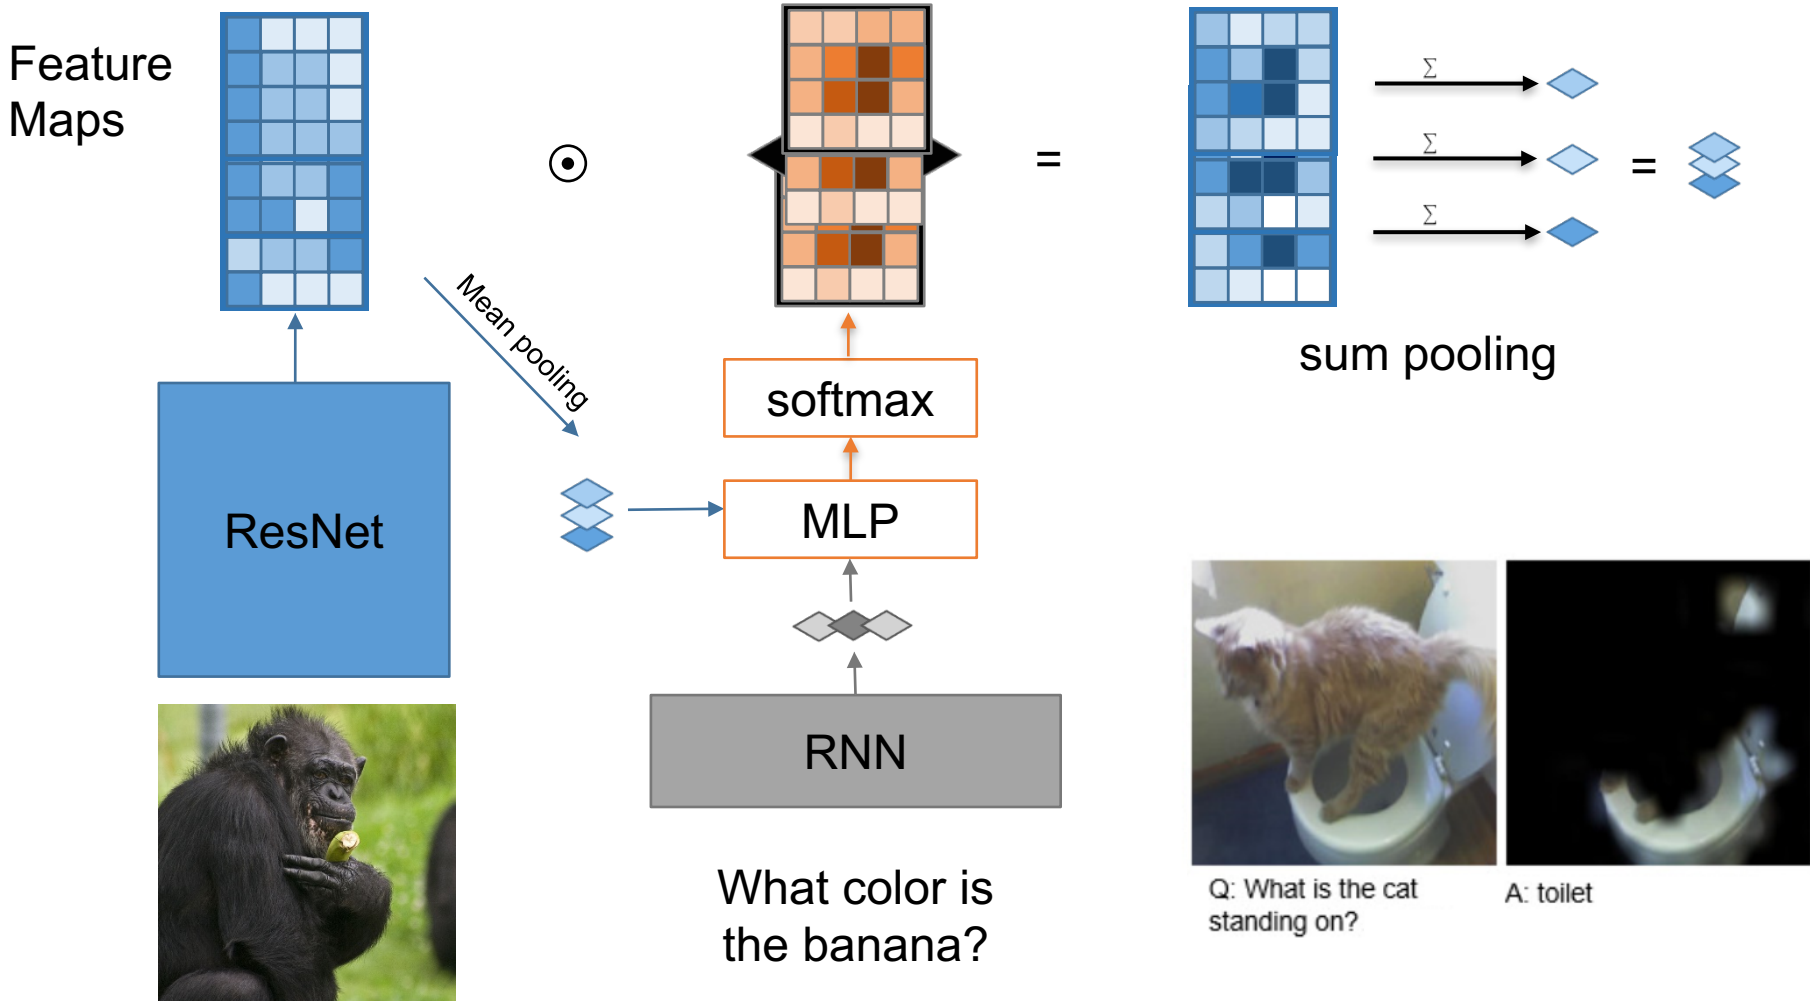 Feature
Maps
⊙
=
∑
∑
∑
=
Mean pooling
sum pooling
softmax
MLP
ResNet
RNN
What color is
the banana?
Q: What is the cat
standing on?
A: toilet